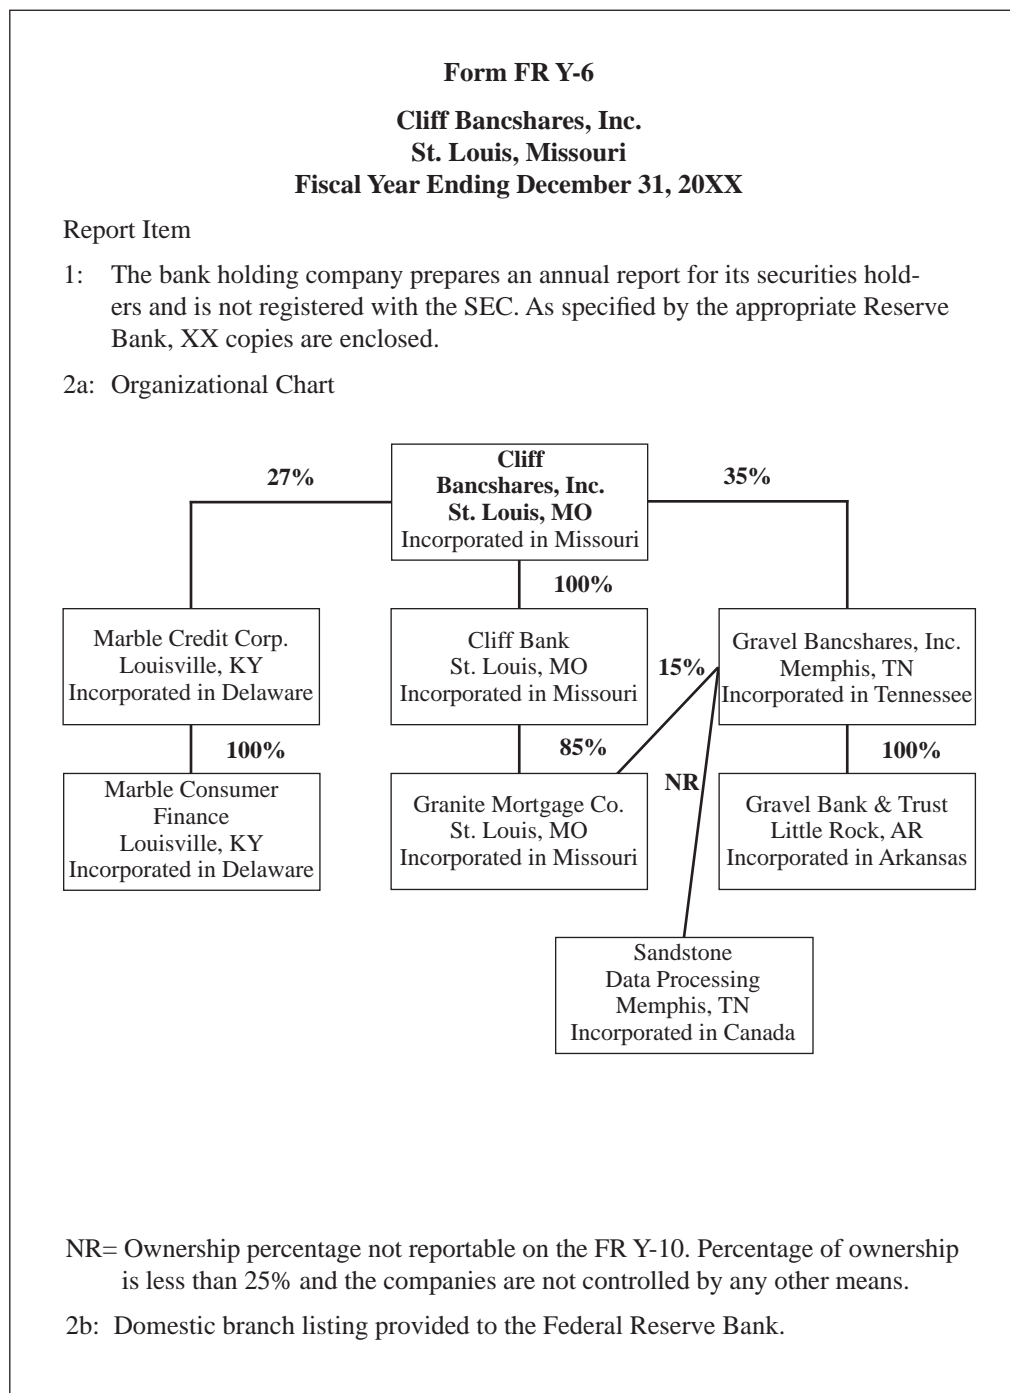 Form FR Y-6
Cliff Bancshares, Inc.
St. Louis, Missouri
Fiscal Year Ending December 31, 20XX
Report Item
1: The bank holding company prepares an annual report for its securities hold-
ers and is not registered with the SEC. As specified by the appropriate Reserve
Bank, XX copies are enclosed.
2a: Organizational Chart
Cliff
Bancshares, Inc.
St. Louis, MO
Incorporated in Missouri
27%
35%
100%
Marble Credit Corp.
Louisville, KY
Incorporated in Delaware
Cliff Bank
St. Louis, MO
Incorporated in Missouri
15%
Gravel Bancshares, Inc.
Memphis, TN
Incorporated in Tennessee
100%
85%
NR
100%
Marble Consumer
Finance
Louisville, KY
Incorporated in Delaware
Granite Mortgage Co.
St. Louis, MO
Incorporated in Missouri
Gravel Bank & Trust
Little Rock, AR
Incorporated in Arkansas
Sandstone
Data Processing
Memphis, TN
Incorporated in Canada
NR= Ownership percentage not reportable on the FR Y-10. Percentage of ownership
is less than 25% and the companies are not controlled by any other means.
2b: Domestic branch listing provided to the Federal Reserve Bank.